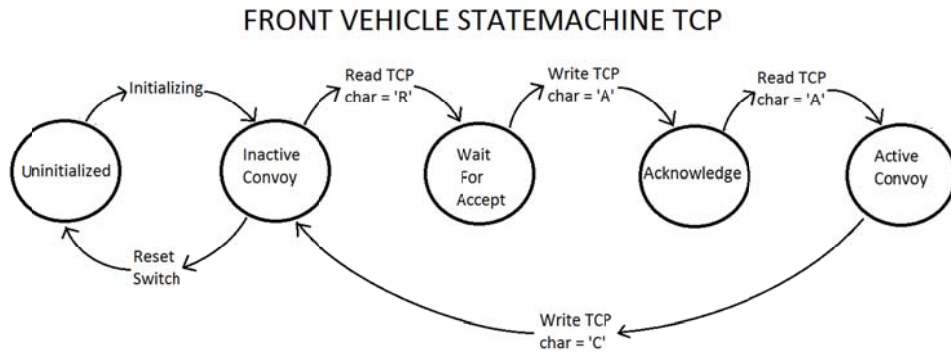 FRONT VEHICLE STATEMACHINE TCP
Initializing
Read TCP
char = 'R'
Write TCP
char = 'A'
Read TCP
char = 'A'
Uninitialized
Inactive
Convoy
Wait
For
Accept
Acknowledge
Active
Convoy
Reset
Switch
Write TCP
char = 'C'